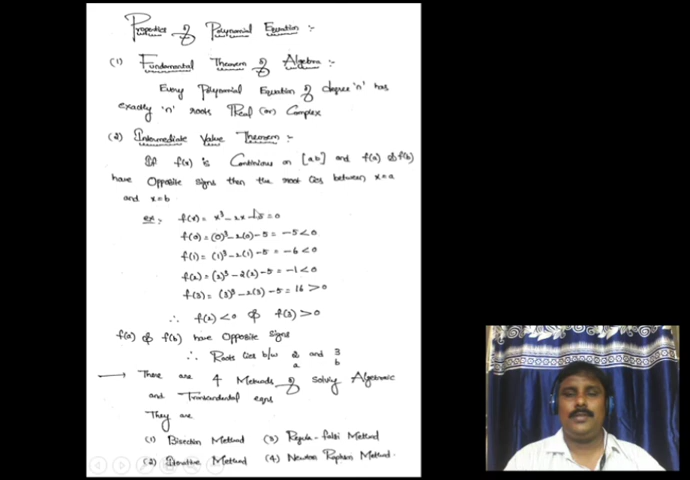 Properties of Polynomial Equation :-
(1) Fundamental Theorem of Algebra :-
Every Polynomial Equation of degree 'n' has
exactly 'n' roots Real (or) Complex
(2) Intermediate Value Theorem :-
If f(x) is Continuous on [a b] and f(a) & f(b)
have Opposite signs then the root lies between x=a
and x=b
ex:- f(x) = x³ - 2x - 5 = 0
f(0) = (0)³ - 2(0) - 5 = -5 < 0
f(1) = (1)³ - 2(1) - 5 = -6 < 0
f(2) = (2)³ - 2(2) - 5 = -1 < 0
f(3) = (3)³ - 2(3) - 5 = 16 > 0
∴ f(2) < 0 & f(3) > 0
f(a) & f(b) have Opposite signs
∴ Roots lies b/w 2 and 3
a b
→ There are 4 Methods of solving Algebraic
and Transcendental eqns
They are
(1) Bisection Method (3) Regula-falsi Method
(2) Iterative Method (4) Newton Raphson Method.